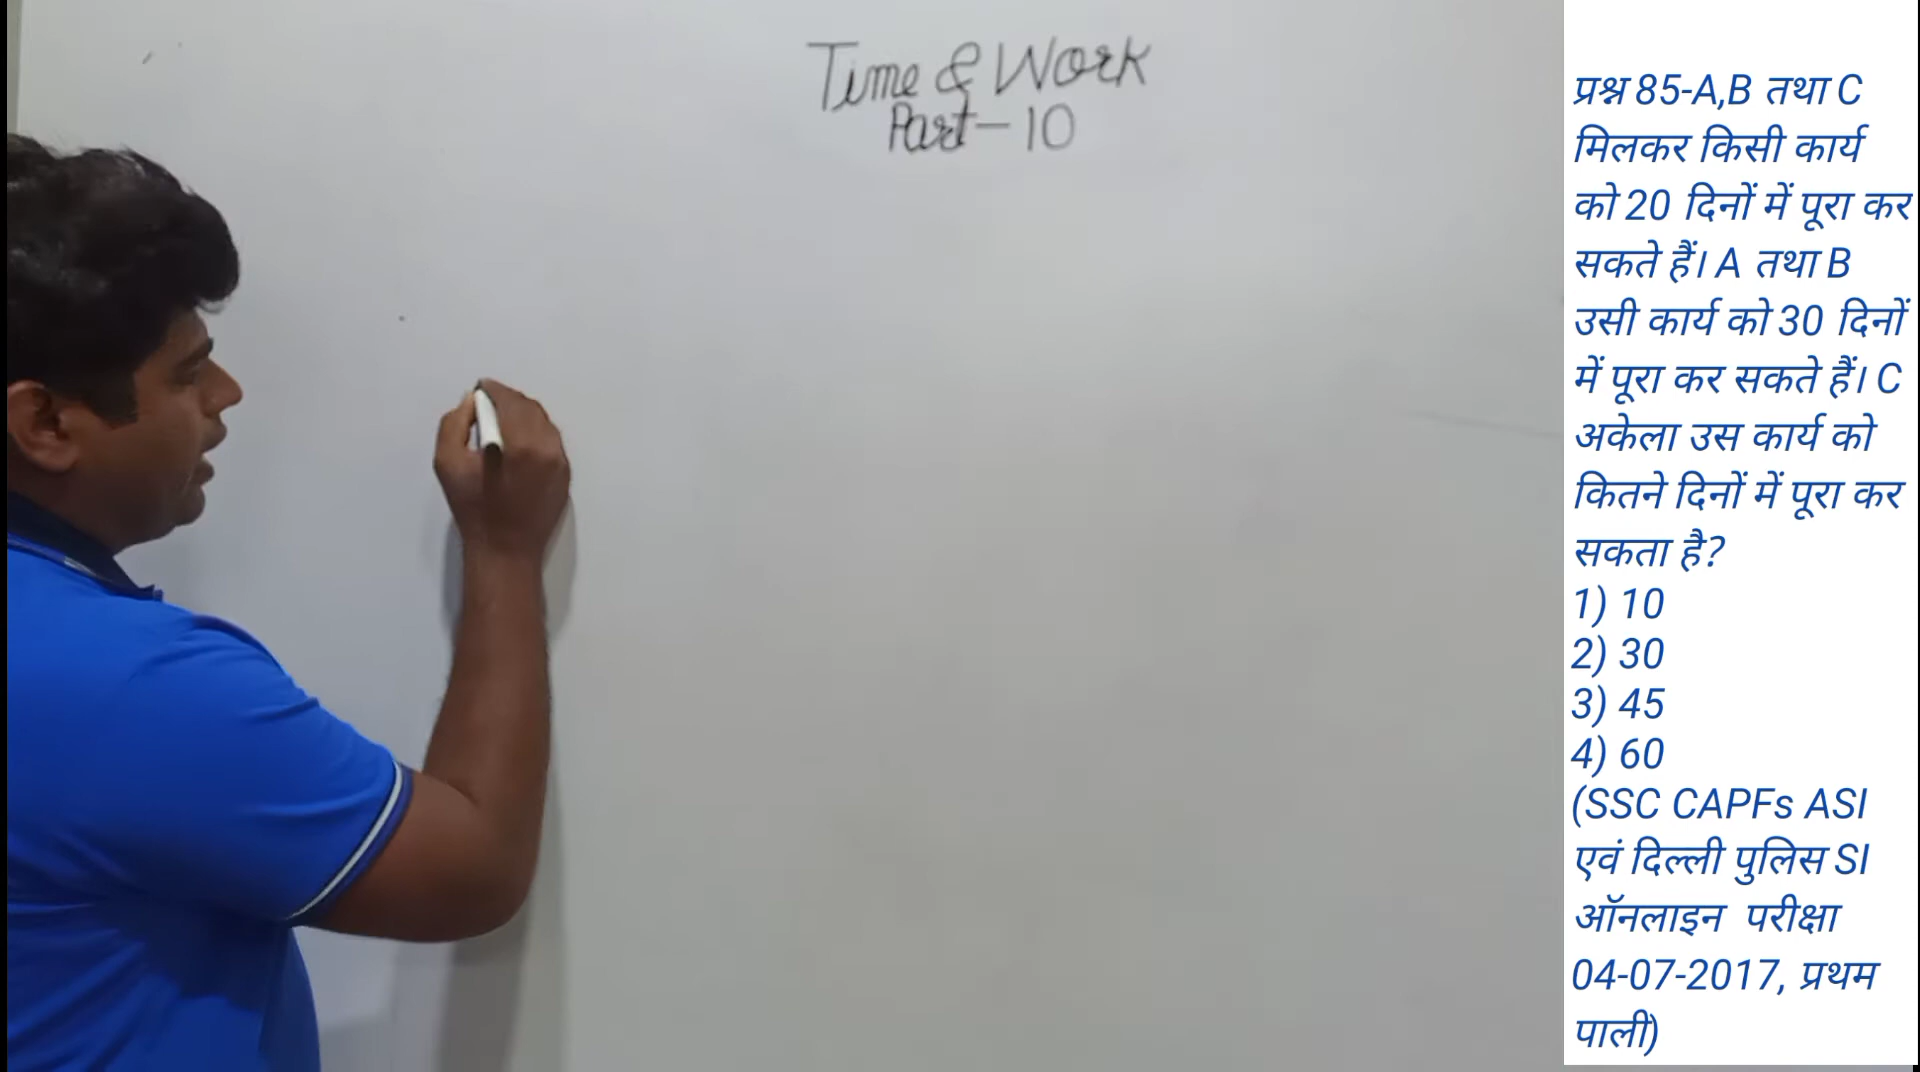 Time & Work
Part-10
प्रश्न 85-A,B तथा C
मिलकर किसी कार्य
को 20 दिनों में पूरा कर
सकते हैं। A तथा B
उसी कार्य को 30 दिनों
में पूरा कर सकते हैं। C
अकेला उस कार्य को
कितने दिनों में पूरा कर
सकता है?
1) 10
2) 30
3) 45
4) 60
(SSC CAPFs ASI
एवं दिल्ली पुलिस SI
ऑनलाइन परीक्षा
04-07-2017, प्रथम
पाली)